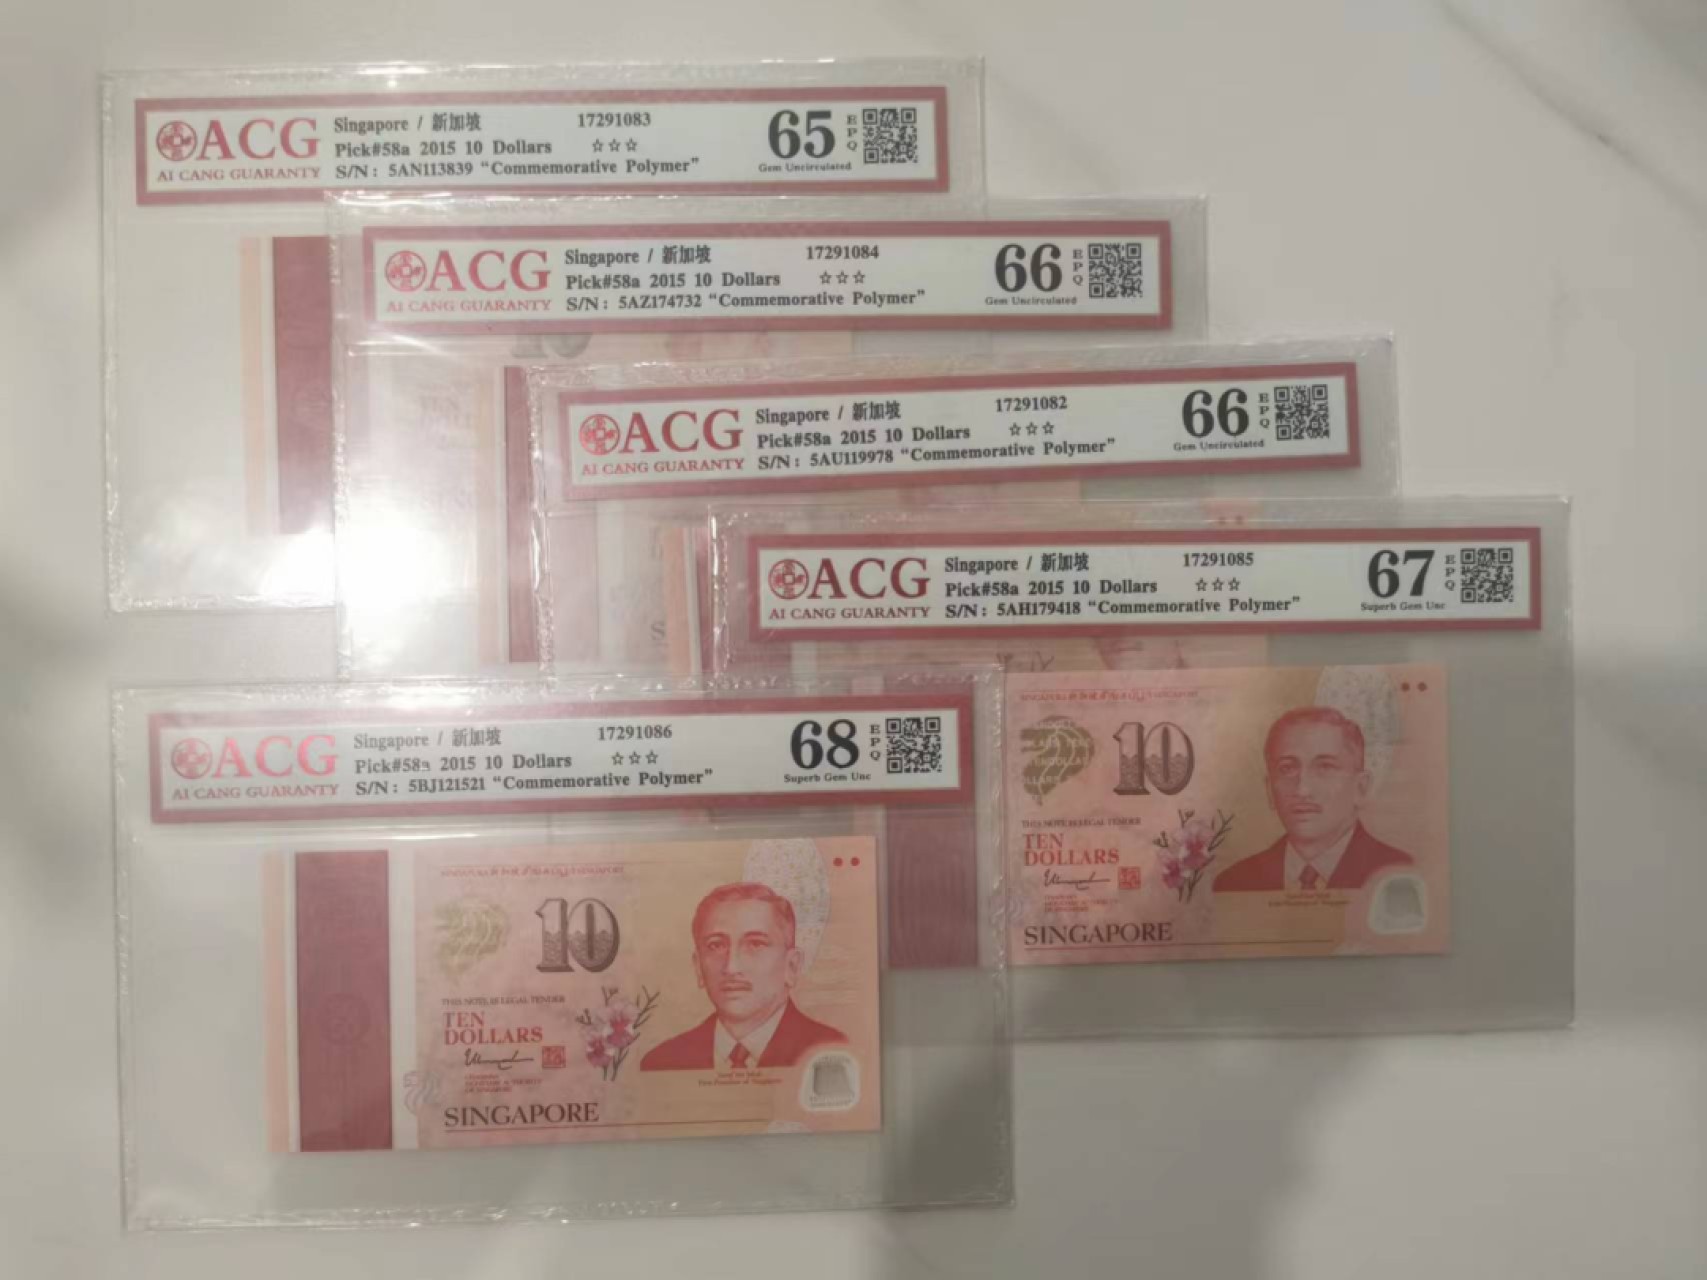 ACG
AI CANG GUARANTY
Singapore / 新加坡 17291083
Pick#58a 2015 10 Dollars ☆☆☆
S/N: 5AN113839 “Commemorative Polymer”
65
EPQ
Gem Uncirculated
ACG
AI CANG GUARANTY
Singapore / 新加坡 17291084
Pick#58a 2015 10 Dollars ☆☆☆
S/N: 5AZ174732 “Commemorative Polymer”
66
EPQ
Gem Uncirculated
10
ACG
AI CANG GUARANTY
Singapore / 新加坡 17291082
Pick#58a 2015 10 Dollars ☆☆☆
S/N: 5AU119978 “Commemorative Polymer”
66
EPQ
Gem Uncirculated
ACG
AI CANG GUARANTY
Singapore / 新加坡 17291085
Pick#58a 2015 10 Dollars ☆☆☆
S/N: 5AH179418 “Commemorative Polymer”
67
EPQ
Superb Gem Unc
10
THIS NOTE IS LEGAL TENDER
TEN
DOLLARS
SINGAPORE
ACG
AI CANG GUARANTY
Singapore / 新加坡 17291086
Pick#58a 2015 10 Dollars ☆☆☆
S/N: 5BJ121521 “Commemorative Polymer”
68
EPQ
Superb Gem Unc
10
THIS NOTE IS LEGAL TENDER
TEN
DOLLARS
SINGAPORE